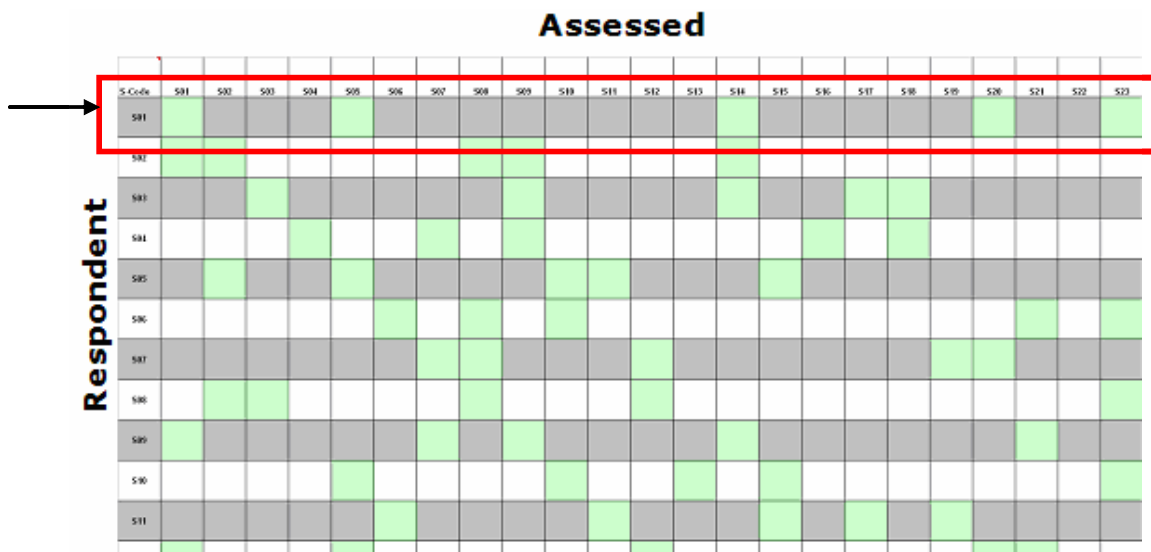 Assessed
S-Code S01 S02 S03 S04 S05 S06 S07 S08 S09 S10 S11 S12 S13 S14 S15 S16 S17 S18 S19 S20 S21 S22 S23
S01
S02
Respondent
S03
S04
S05
S06
S07
S08
S09
S10
S11